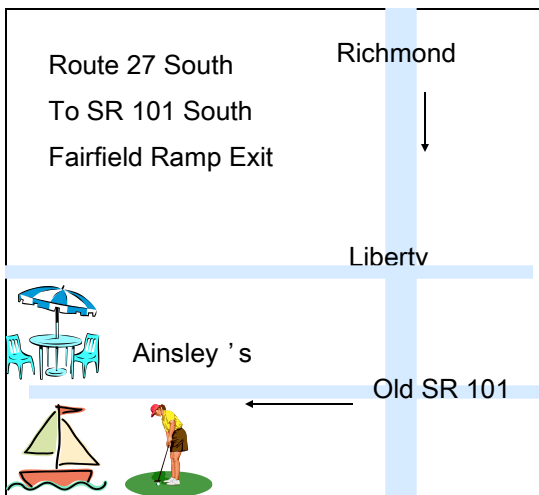 Route 27 South
To SR 101 South
Fairfield Ramp Exit
Richmond
Liberty
Ainsley ’ s
Old SR 101